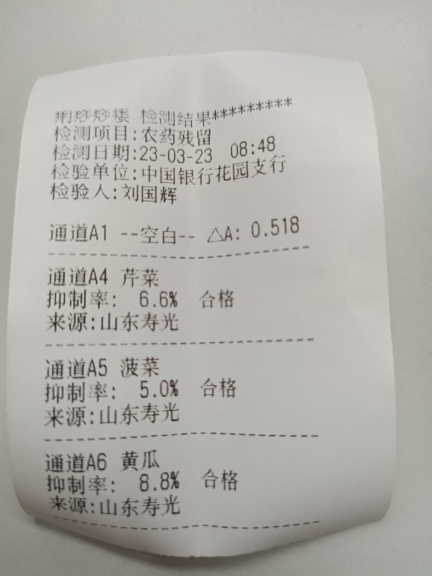 检测结果*********
检测项目:农药残留
检测日期:23-03-23 08:48
检验单位:中国银行花园支行
检验人:刘国辉
通道A1 --空白-- △A: 0.518
通道A4 芹菜
抑制率: 6.6% 合格
来源:山东寿光
通道A5 菠菜
抑制率: 5.0% 合格
来源:山东寿光
通道A6 黄瓜
抑制率: 8.8% 合格
来源:山东寿光